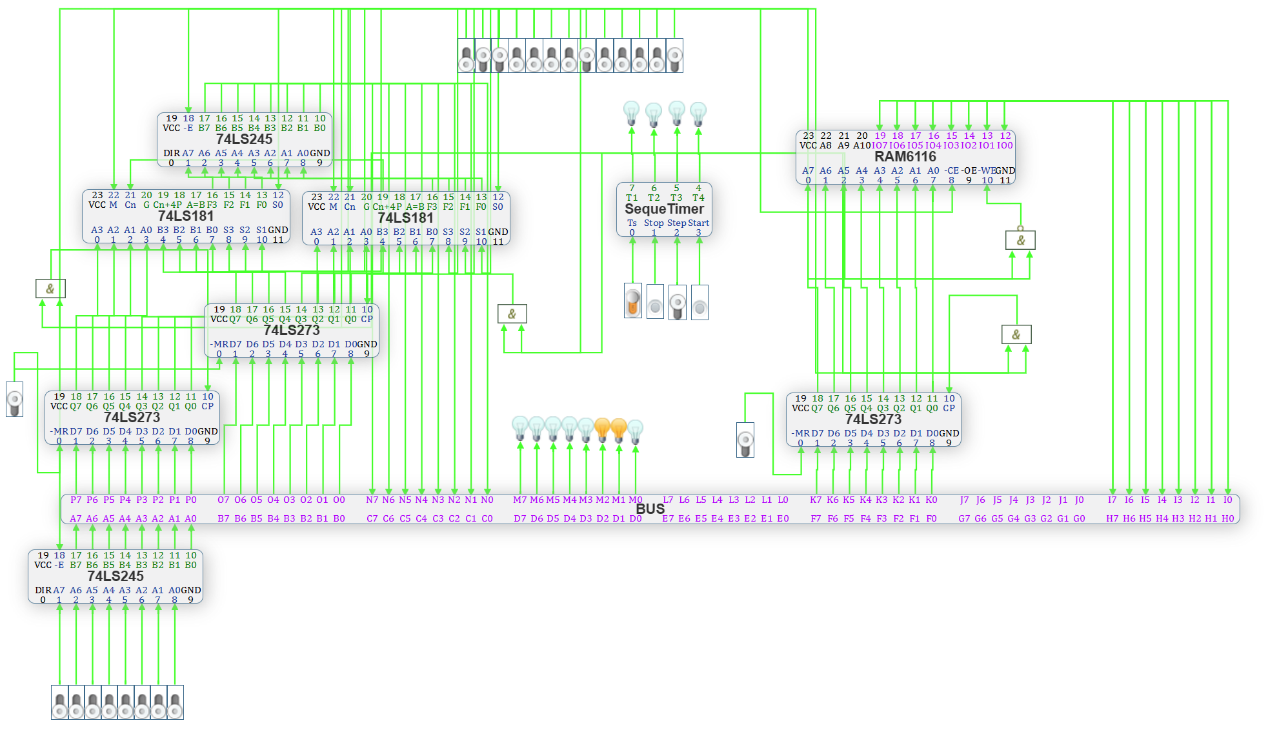 19 18 17 16 15 14 13 12 11 10
VCC -E B7 B6 B5 B4 B3 B2 B1 B0
74LS245
DIR A7 A6 A5 A4 A3 A2 A1 A0 GND
0 1 2 3 4 5 6 7 8 9
7 6 5 4
T1 T2 T3 T4
SequeTimer
Ts Stop Step Start
0 1 2 3
23 22 21 20 19 18 17 16 15 14 13 12
VCC A8 A9 A10 IO7 IO6 IO5 IO4 IO3 IO2 IO1 IO0
RAM6116
A7 A6 A5 A4 A3 A2 A1 A0 -CE -OE -WE GND
0 1 2 3 4 5 6 7 8 9 10 11
23 22 21 20 19 18 17 16 15 14 13 12
VCC M Cn G Cn+4 P A=B F3 F2 F1 F0 S0
74LS181
A3 A2 A1 A0 B3 B2 B1 B0 S3 S2 S1 GND
0 1 2 3 4 5 6 7 8 9 10 11
23 22 21 20 19 18 17 16 15 14 13 12
VCC M Cn G Cn+4 P A=B F3 F2 F1 F0 S0
74LS181
A3 A2 A1 A0 B3 B2 B1 B0 S3 S2 S1 GND
0 1 2 3 4 5 6 7 8 9 10 11
&
&
&
&
19 18 17 16 15 14 13 12 11 10
VCC Q7 Q6 Q5 Q4 Q3 Q2 Q1 Q0 CP
74LS273
-MR D7 D6 D5 D4 D3 D2 D1 D0 GND
0 1 2 3 4 5 6 7 8 9
19 18 17 16 15 14 13 12 11 10
VCC Q7 Q6 Q5 Q4 Q3 Q2 Q1 Q0 CP
74LS273
-MR D7 D6 D5 D4 D3 D2 D1 D0 GND
0 1 2 3 4 5 6 7 8 9
19 18 17 16 15 14 13 12 11 10
VCC Q7 Q6 Q5 Q4 Q3 Q2 Q1 Q0 CP
74LS273
-MR D7 D6 D5 D4 D3 D2 D1 D0 GND
0 1 2 3 4 5 6 7 8 9
P7 P6 P5 P4 P3 P2 P1 P0 O7 O6 O5 O4 O3 O2 O1 O0 N7 N6 N5 N4 N3 N2 N1 N0 M7 M6 M5 M4 M3 M2 M1 M0 L7 L6 L5 L4 L3 L2 L1 L0 K7 K6 K5 K4 K3 K2 K1 K0 J7 J6 J5 J4 J3 J2 J1 J0 I7 I6 I5 I4 I3 I2 I1 I0
BUS
A7 A6 A5 A4 A3 A2 A1 A0 B7 B6 B5 B4 B3 B2 B1 B0 C7 C6 C5 C4 C3 C2 C1 C0 D7 D6 D5 D4 D3 D2 D1 D0 E7 E6 E5 E4 E3 E2 E1 E0 F7 F6 F5 F4 F3 F2 F1 F0 G7 G6 G5 G4 G3 G2 G1 G0 H7 H6 H5 H4 H3 H2 H1 H0
19 18 17 16 15 14 13 12 11 10
VCC -E B7 B6 B5 B4 B3 B2 B1 B0
74LS245
DIR A7 A6 A5 A4 A3 A2 A1 A0 GND
0 1 2 3 4 5 6 7 8 9